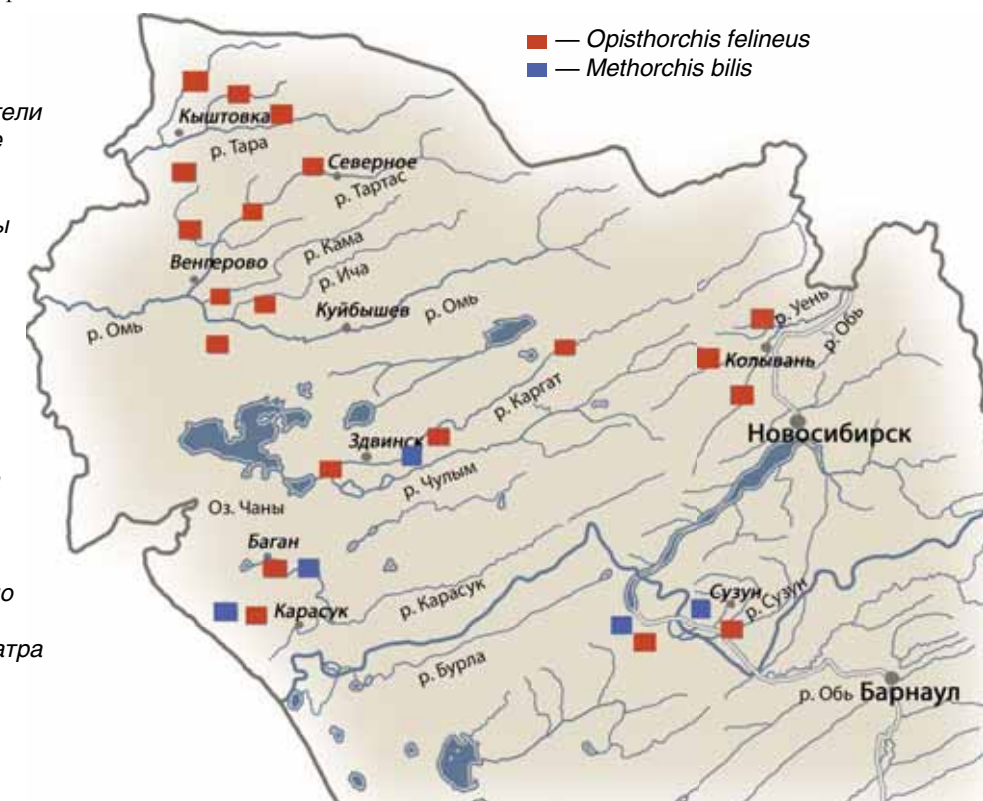 — Opisthorchis felineus
— Methorchis bilis
Кыштовка
р. Тара
Северное
р. Тартас
р. Кама
Венгерово
р. Ича
Куйбышев
р. Омь
р. Омь
р. Уень
р. Обь
Колывань
р. Каргат
Новосибирск
Здвинск
р. Чулым
Оз. Чаны
Баган
р. Карасук
Карасук
Сузун
р. Сузун
р. Бурла
р. Обь Барнаул